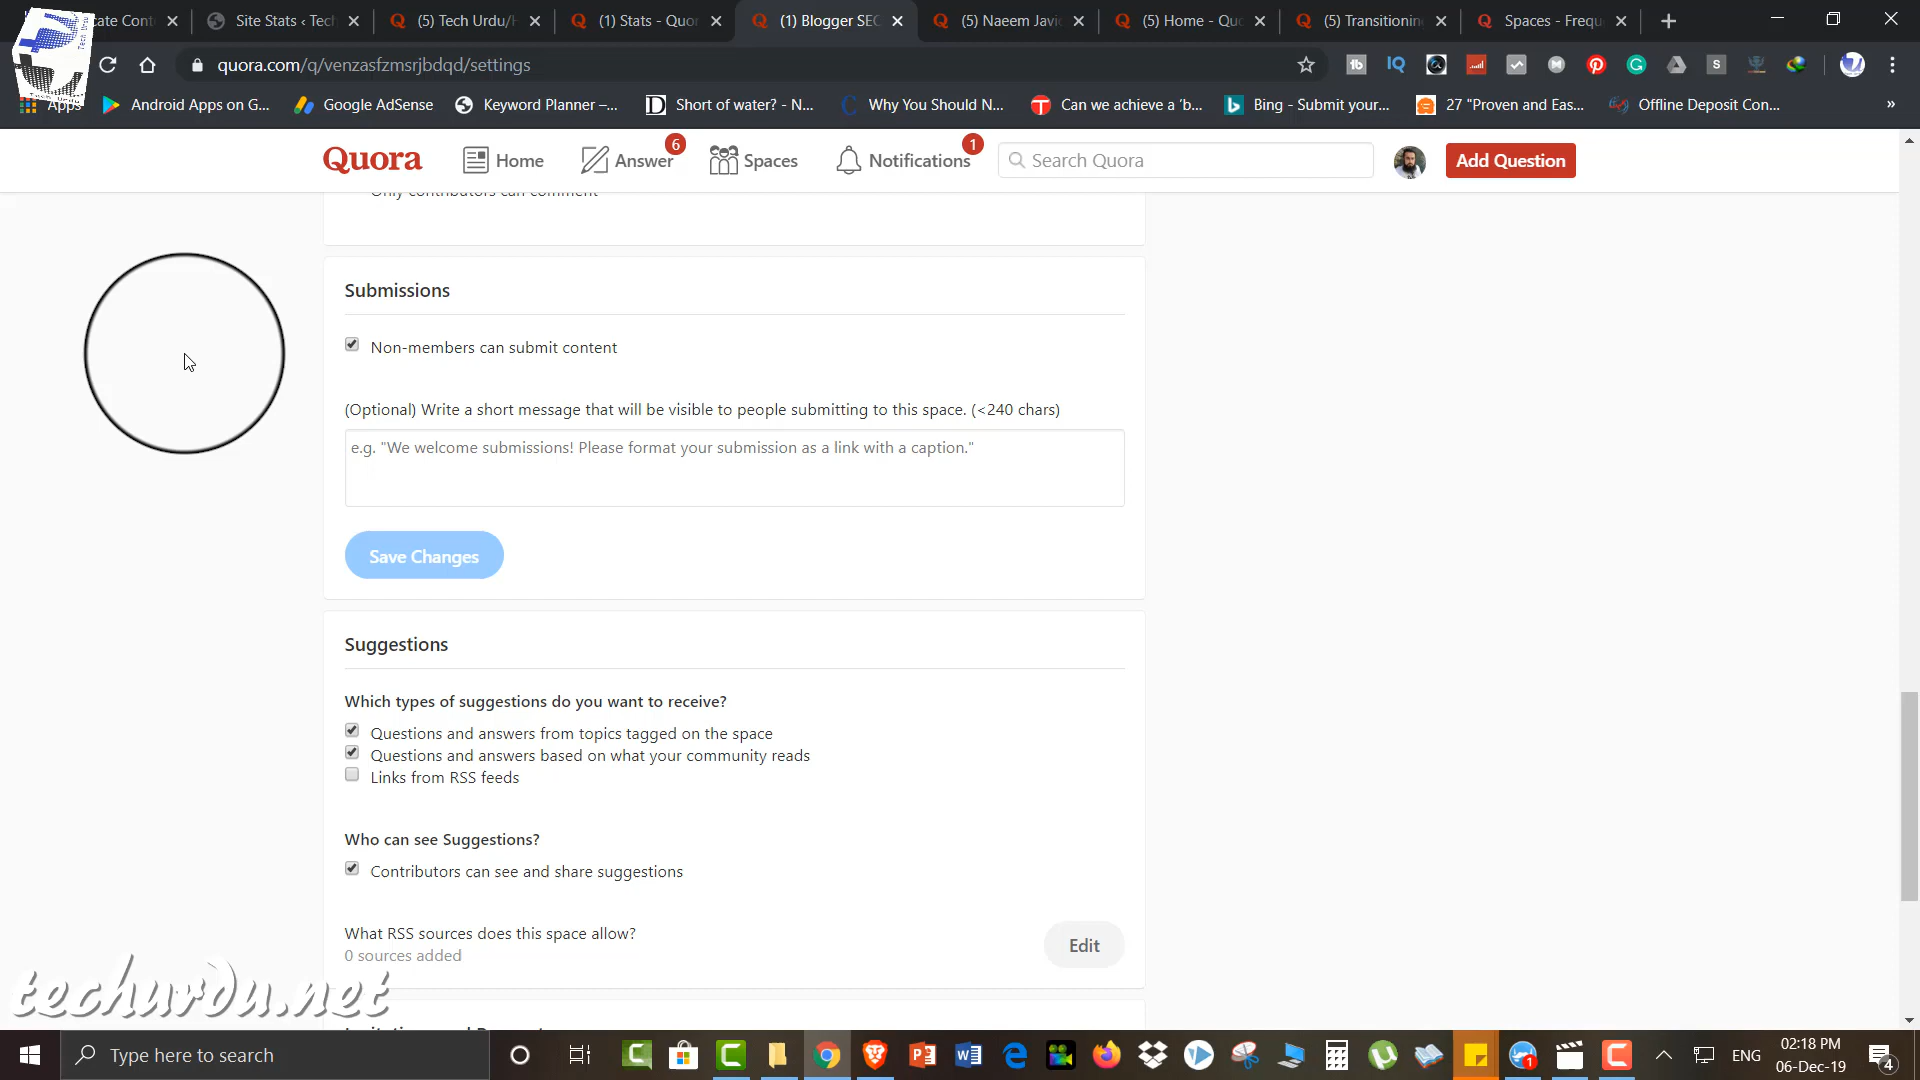 cate Cont
Site Stats ‹ Tech
(5) Tech Urdu/H
(1) Stats - Quor
(1) Blogger SEO
(5) Naeem Javid
(5) Home - Quo
(5) Transitioning
Spaces - Frequ
quora.com/q/venzasfzmsrjbdqd/settings
Apps
Android Apps on G...
Google AdSense
Keyword Planner –...
Short of water? - N...
Why You Should N...
Can we achieve a 'b...
Bing - Submit your...
27 "Proven and Eas...
Offline Deposit Con...
»
Quora
Home
Answer
6
Spaces
Notifications
1
Search Quora
Add Question
Only contributors can comment
Submissions
Non-members can submit content
(Optional) Write a short message that will be visible to people submitting to this space. (<240 chars)
e.g. "We welcome submissions! Please format your submission as a link with a caption."
Save Changes
Suggestions
Which types of suggestions do you want to receive?
Questions and answers from topics tagged on the space
Questions and answers based on what your community reads
Links from RSS feeds
Who can see Suggestions?
Contributors can see and share suggestions
What RSS sources does this space allow?
0 sources added
Edit
techurdu.net
Type here to search
ENG
02:18 PM
06-Dec-19
4